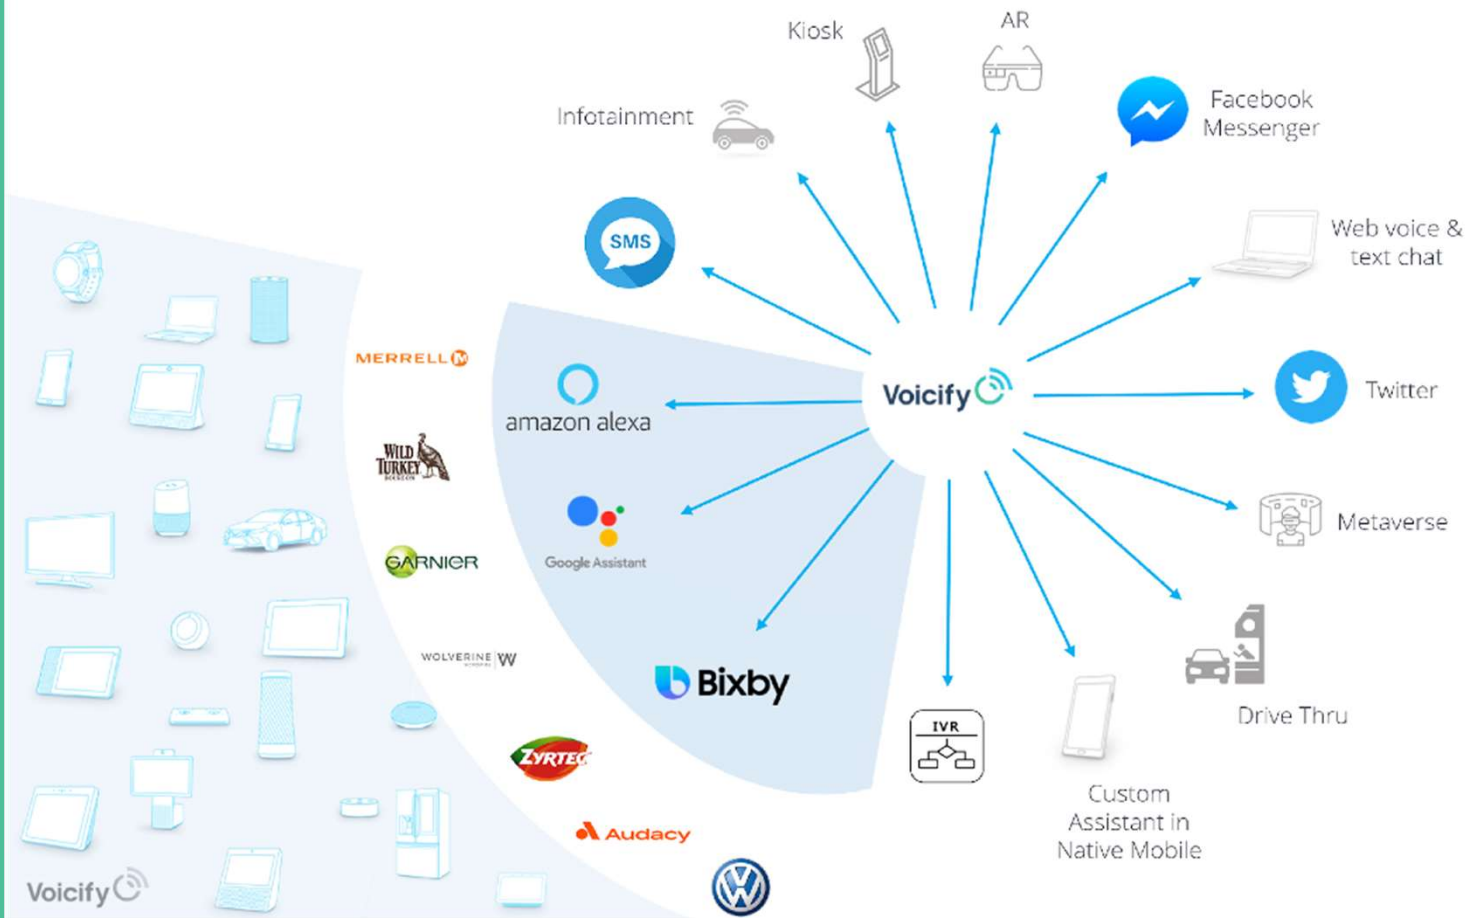 Kiosk
AR
Infotainment
Facebook
Messenger
SMS
Web voice &
text chat
MERRELL M
amazon alexa
Voicify
Twitter
WILD
TURKEY
BOURBON
Google Assistant
GARNIER
Metaverse
WOLVERINE W
Bixby
Drive Thru
IVR
ZYRTEC
Custom
Assistant in
Native Mobile
Audacy
Voicify